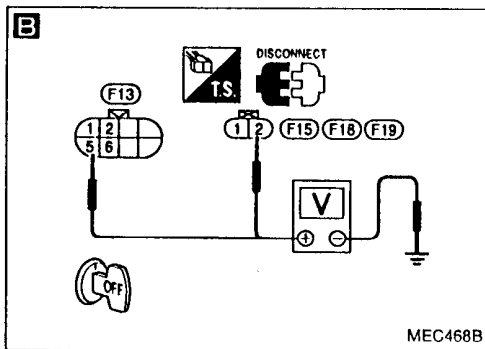 B
T.S.
DISCONNECT
F13
1 2
5 6
1 2
F15 F18 F19
V
+ −
OFF
MEC468B